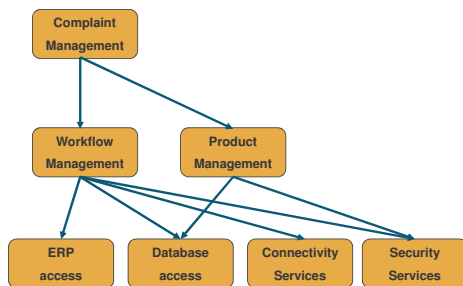 Complaint
Management
Workflow
Management
Product
Management
ERP
access
Database
access
Connectivity
Services
Security
Services